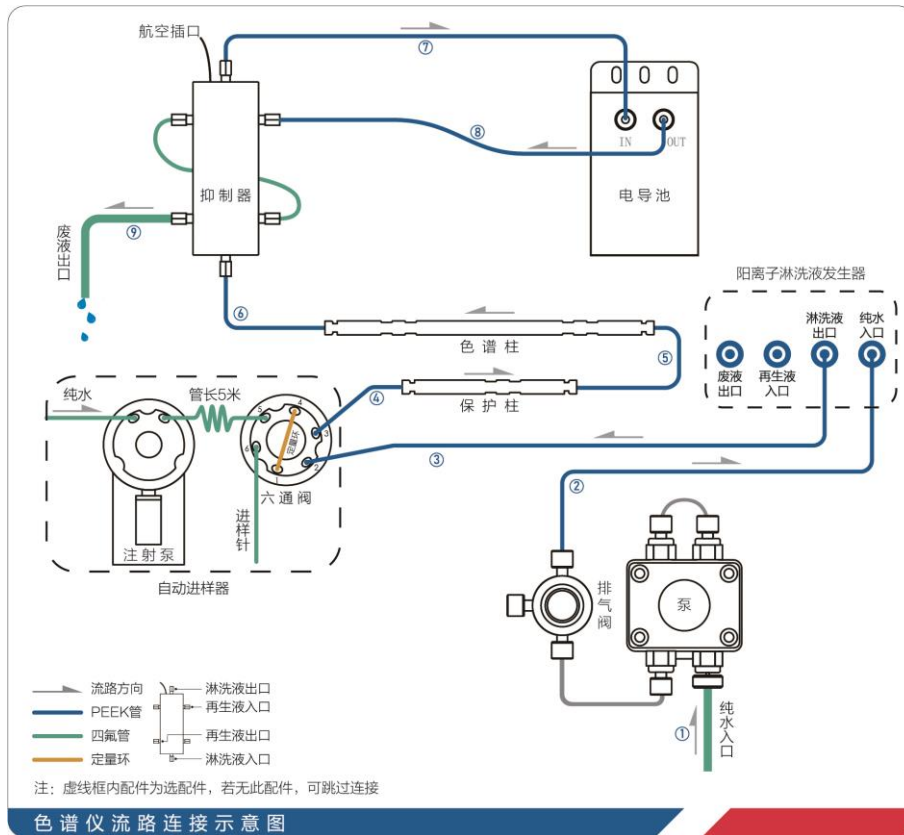 航空插口
⑦
⑧
IN
OUT
抑制器
电导池
⑨
废液出口
⑥
阳离子淋洗液发生器
淋洗液出口
纯水入口
废液出口
再生液入口
色谱柱
⑤
④
保护柱
纯水
管长5米
4
5
3
6
定量环
2
1
③
六通阀
②
进样针
注射泵
自动进样器
排气阀
泵
①
纯水入口
流路方向
PEEK管
四氟管
定量环
淋洗液出口
再生液入口
再生液出口
淋洗液入口
注：虚线框内配件为选配件，若无此配件，可跳过连接
色谱仪流路连接示意图